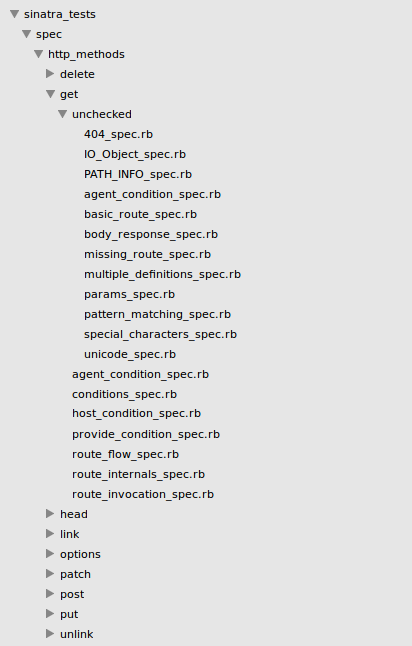 sinatra_tests
spec
http_methods
delete
get
unchecked
404_spec.rb
IO_Object_spec.rb
PATH_INFO_spec.rb
agent_condition_spec.rb
basic_route_spec.rb
body_response_spec.rb
missing_route_spec.rb
multiple_definitions_spec.rb
params_spec.rb
pattern_matching_spec.rb
special_characters_spec.rb
unicode_spec.rb
agent_condition_spec.rb
conditions_spec.rb
host_condition_spec.rb
provide_condition_spec.rb
route_flow_spec.rb
route_internals_spec.rb
route_invocation_spec.rb
head
link
options
patch
post
put
unlink